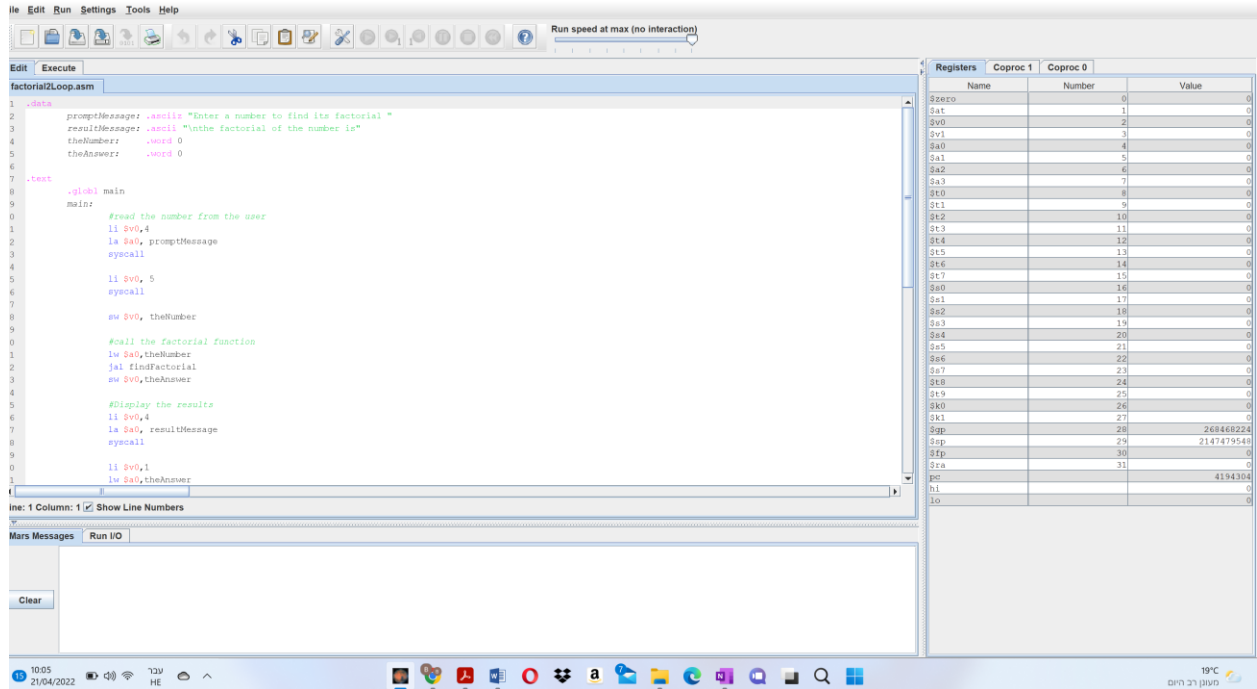 ile Edit Run Settings Tools Help
Run speed at max (no interaction)
Edit Execute
factorial2Loop.asm
1 .data
2 promptMessage: .asciiz "Enter a number to find its factorial "
3 resultMessage: .ascii "\nthe factorial of the number is"
4 theNumber: .word 0
5 theAnswer: .word 0
6
7 .text
8 .globl main
9 main:
0 #read the number from the user
1 li $v0,4
2 la $a0, promptMessage
3 syscall
4
5 li $v0, 5
6 syscall
7
8 sw $v0, theNumber
9
0 #call the factorial function
1 lw $a0,theNumber
2 jal findFactorial
3 sw $v0,theAnswer
4
5 #Display the results
6 li $v0,4
7 la $a0, resultMessage
8 syscall
9
0 li $v0,1
1 lw $a0,theAnswer
ine: 1 Column: 1 Show Line Numbers
Mars Messages Run I/O
Clear
Registers Coproc 1 Coproc 0
Name Number Value
$zero 0 0
$at 1 0
$v0 2 0
$v1 3 0
$a0 4 0
$a1 5 0
$a2 6 0
$a3 7 0
$t0 8 0
$t1 9 0
$t2 10 0
$t3 11 0
$t4 12 0
$t5 13 0
$t6 14 0
$t7 15 0
$s0 16 0
$s1 17 0
$s2 18 0
$s3 19 0
$s4 20 0
$s5 21 0
$s6 22 0
$s7 23 0
$t8 24 0
$t9 25 0
$k0 26 0
$k1 27 0
$gp 28 268468224
$sp 29 2147479548
$fp 30 0
$ra 31 0
pc 4194304
hi 0
lo 0
15 10:05
21/04/2022
עבר
HE
a
7
19°C
מעונן רב היום